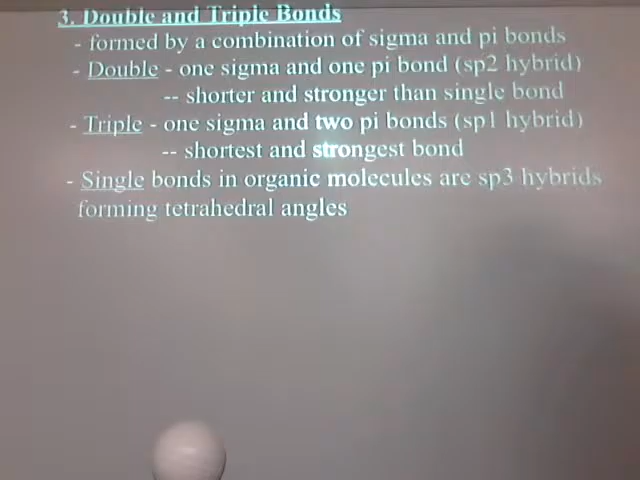 3. Double and Triple Bonds
- formed by a combination of sigma and pi bonds
- Double - one sigma and one pi bond (sp2 hybrid)
-- shorter and stronger than single bond
- Triple - one sigma and two pi bonds (sp1 hybrid)
-- shortest and strongest bond
- Single bonds in organic molecules are sp3 hybrids
forming tetrahedral angles